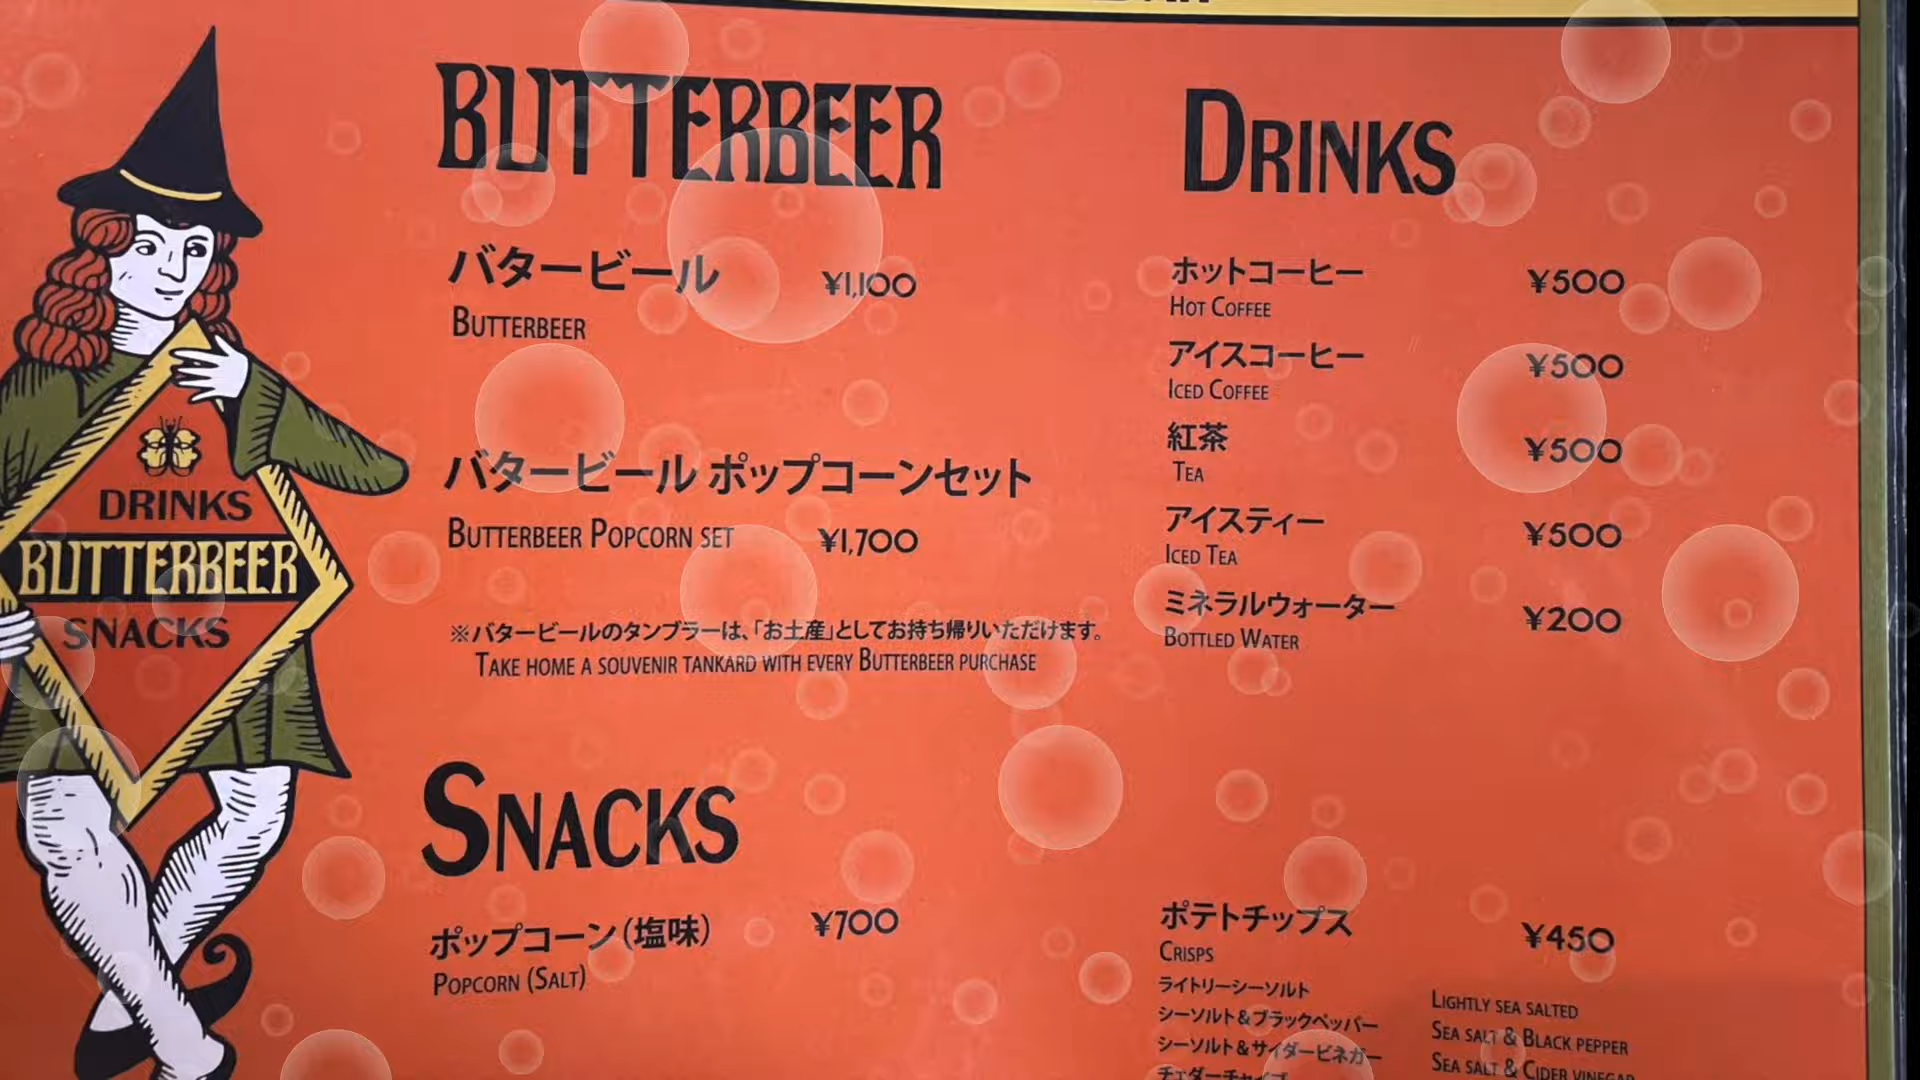 BUTTERBEER
バタービール ¥1,100
BUTTERBEER
バタービール ポップコーンセット
BUTTERBEER POPCORN SET ¥1,700
※バタービールのタンブラーは、「お土産」としてお持ち帰りいただけます。
TAKE HOME A SOUVENIR TANKARD WITH EVERY BUTTERBEER PURCHASE
SNACKS
ポップコーン(塩味) ¥700
POPCORN (SALT)
DRINKS
ホットコーヒー ¥500
HOT COFFEE
アイスコーヒー ¥500
ICED COFFEE
紅茶 ¥500
TEA
アイスティー ¥500
ICED TEA
ミネラルウォーター ¥200
BOTTLED WATER
ポテトチップス ¥450
CRISPS
ライトリーシーソルト LIGHTLY SEA SALTED
シーソルト&ブラックペッパー SEA SALT & BLACK PEPPER
シーソルト&サイダービネガー SEA SALT & CIDER VINEGAR
DRINKS
BUTTERBEER
SNACKS